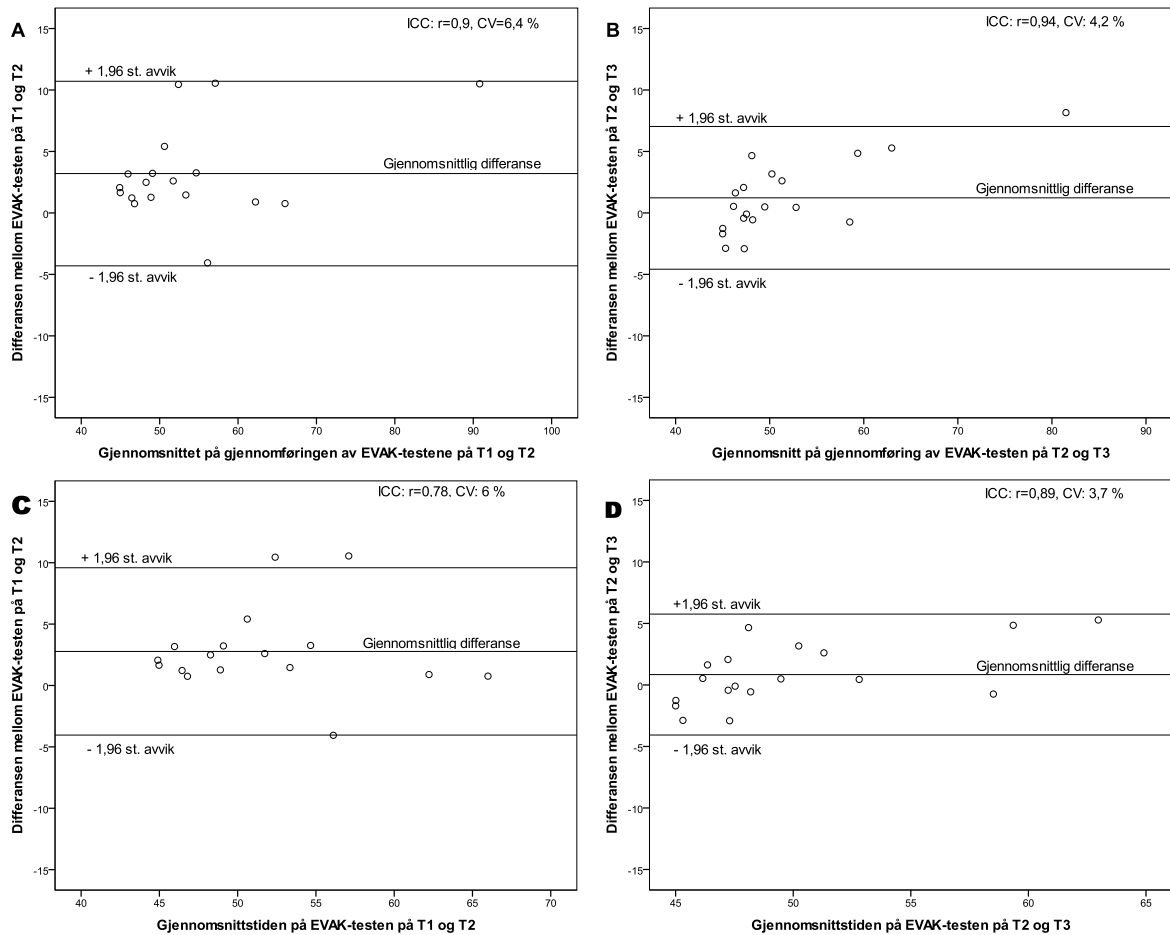 A
ICC: r=0,9, CV=6,4 %
+ 1,96 st. avvik
Gjennomsnittlig differanse
- 1,96 st. avvik
Differansen mellom EVAK-testen på T1 og T2
15
10
5
0
-5
-10
-15
40 50 60 70 80 90 100
Gjennomsnittet på gjennomføringen av EVAK-testene på T1 og T2
B
ICC: r=0,94, CV: 4,2 %
+ 1,96 st. avvik
Gjennomsnittlig differanse
- 1,96 st. avvik
Differansen mellom EVAK-testen på T2 og T3
15
10
5
0
-5
-10
-15
40 50 60 70 80 90
Gjennomsnitt på gjennomføring av EVAK-testen på T2 og T3
C
ICC: r=0,78, CV: 6 %
+ 1,96 st. avvik
Gjennomsnittlig differanse
- 1,96 st. avvik
Differansen mellom EVAK-testen på T1 og T2
15
10
5
0
-5
-10
-15
40 45 50 55 60 65 70
Gjennomsnittstiden på EVAK-testen på T1 og T2
D
ICC: r=0,89, CV: 3,7 %
+1,96 st. avvik
Gjennomsnittlig differanse
- 1,96 st. avvik
Differansen mellom EVAK-testen på T2 og T3
15
10
5
0
-5
-10
-15
45 50 55 60 65
Gjennomsnittstiden på EVAK-testen på T2 og T3